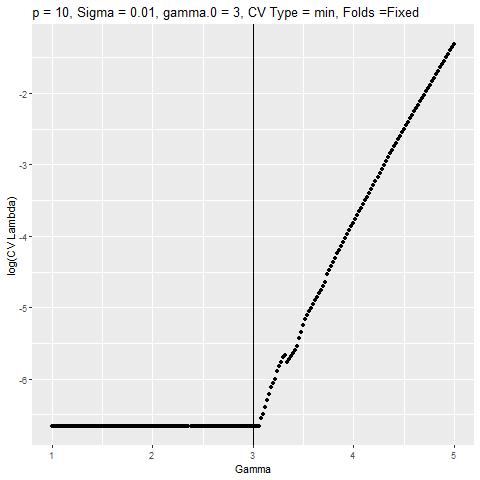 p = 10, Sigma = 0.01, gamma.0 = 3, CV Type = min, Folds =Fixed
-2
-3
-4
-5
-6
log(CV Lambda)
1 2 3 4 5
Gamma